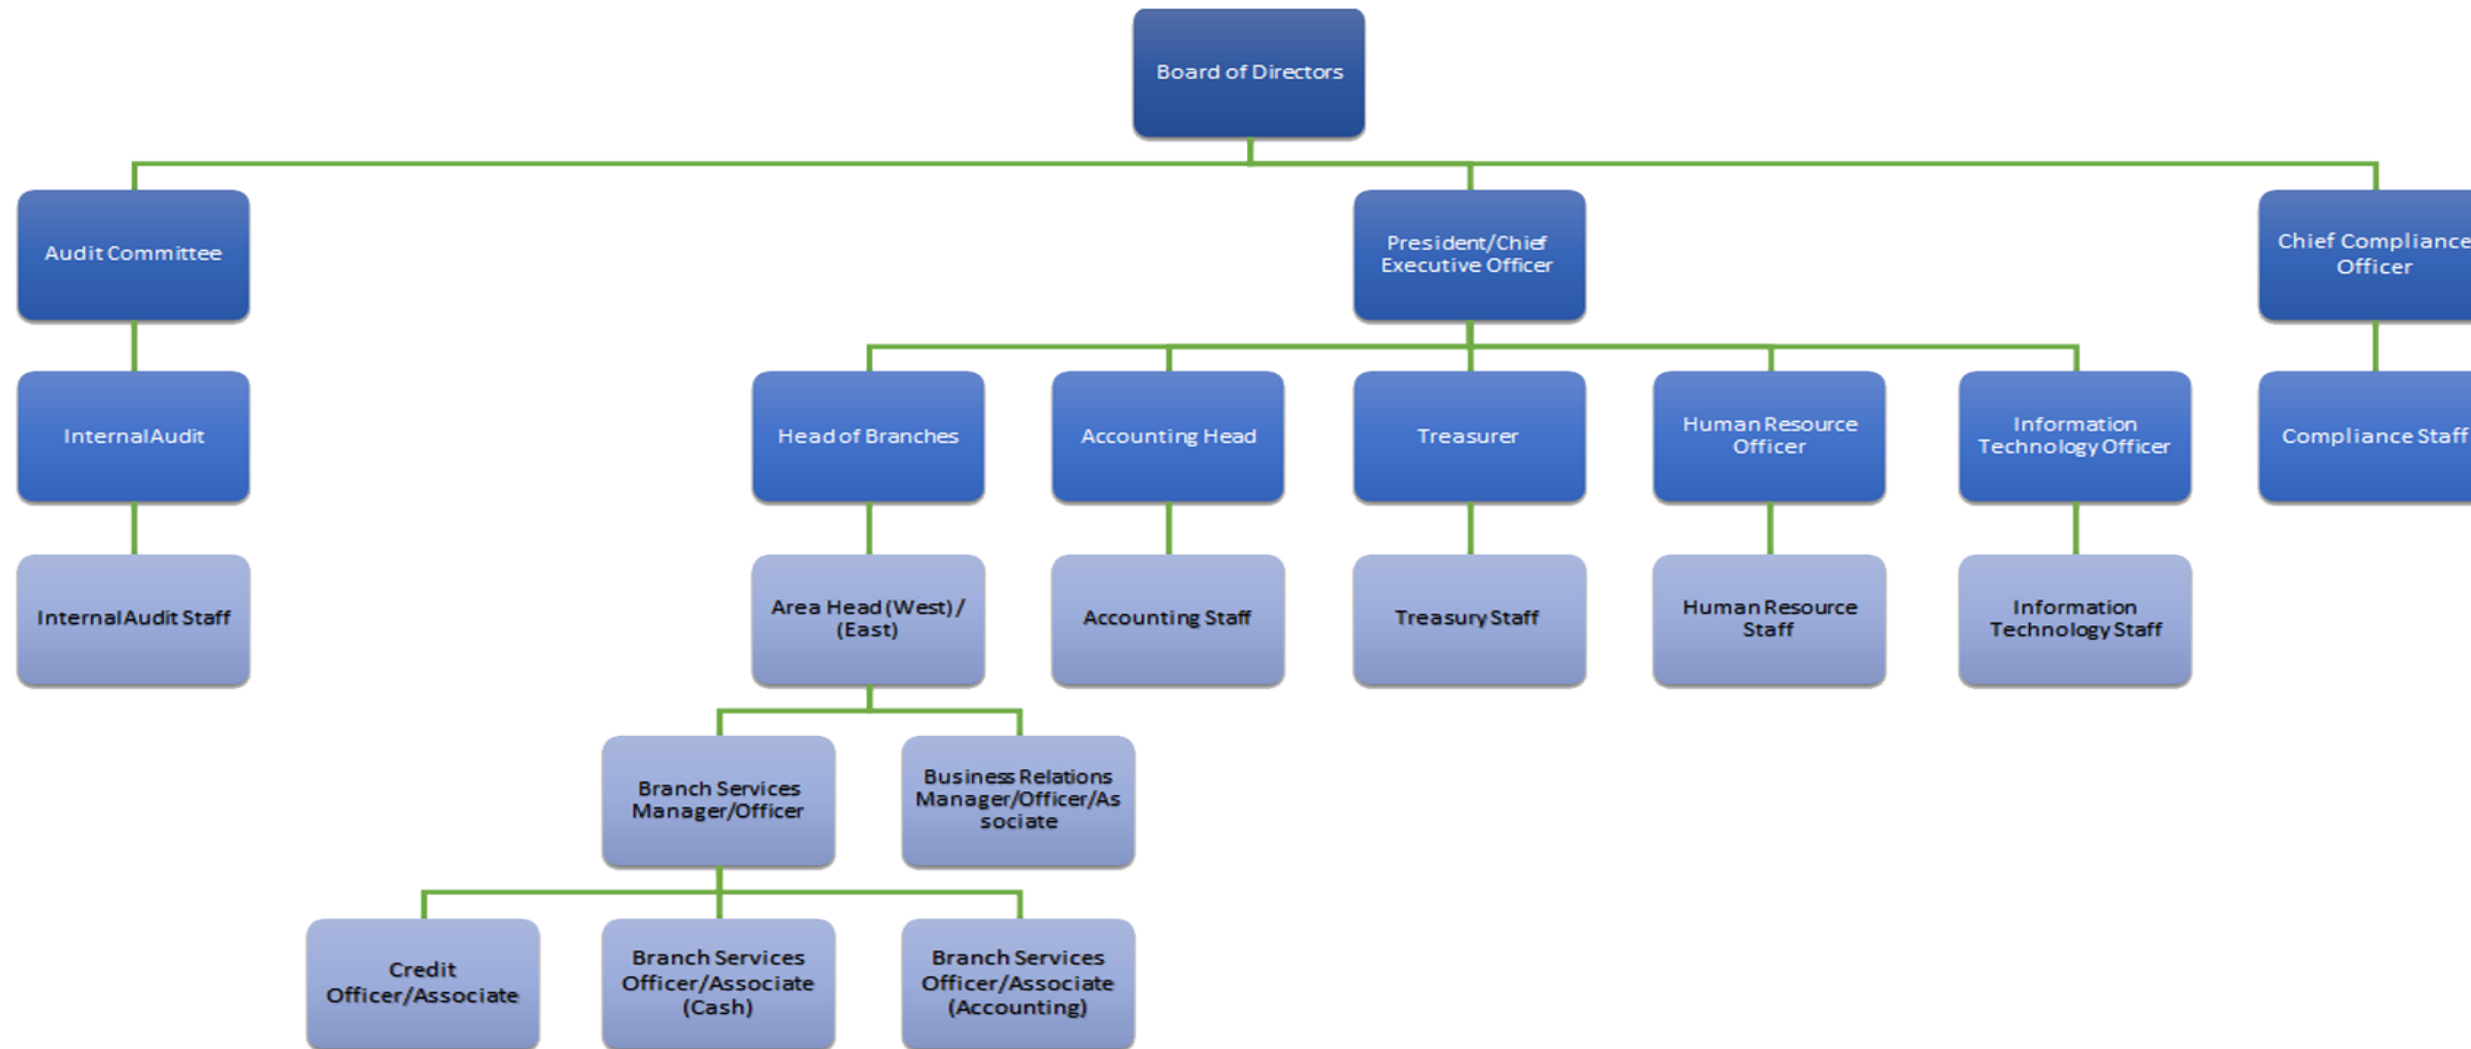 Board of Directors
Audit Committee
President/Chief
Executive Officer
Chief Compliance
Officer
Internal Audit
Head of Branches
Accounting Head
Treasurer
Human Resource
Officer
Information
Technology Officer
Compliance Staff
Internal Audit Staff
Area Head (West) /
(East)
Accounting Staff
Treasury Staff
Human Resource
Staff
Information
Technology Staff
Branch Services
Manager/Officer
Business Relations
Manager/Officer/As
sociate
Credit
Officer/Associate
Branch Services
Officer/Associate
(Cash)
Branch Services
Officer/Associate
(Accounting)